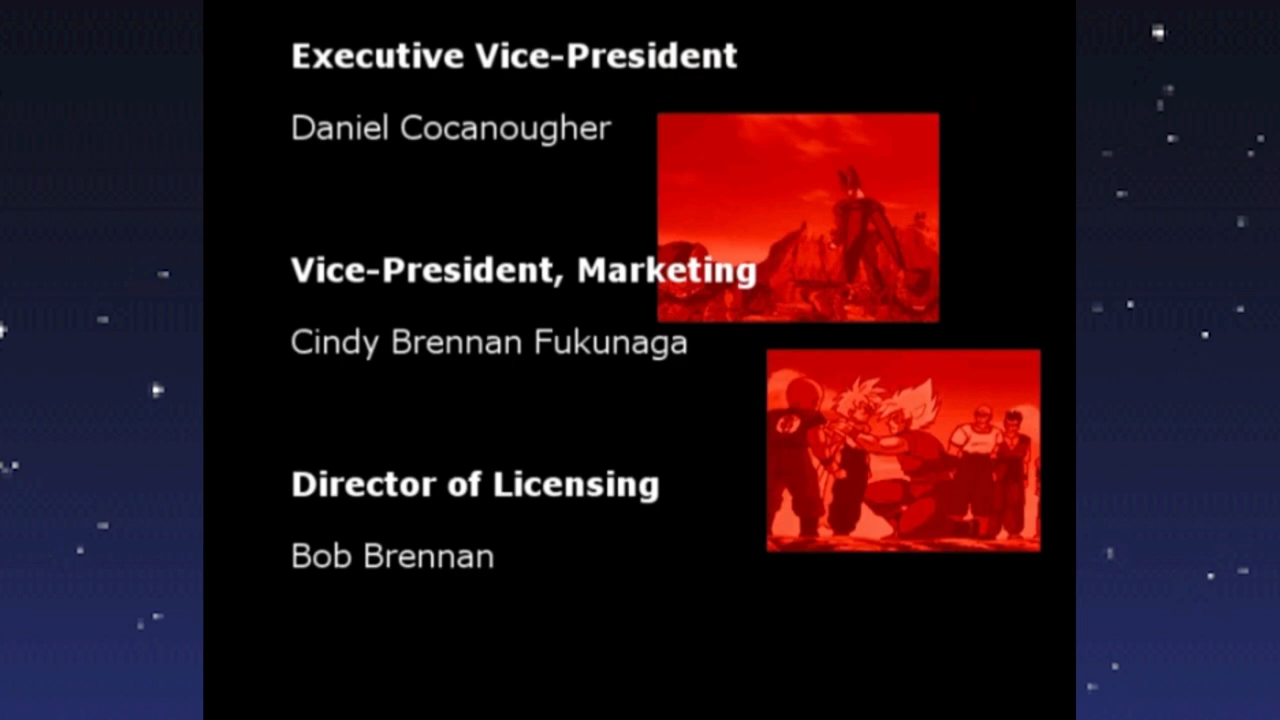 Executive Vice-President
Daniel Cocanougher
Vice-President, Marketing
Cindy Brennan Fukunaga
Director of Licensing
Bob Brennan